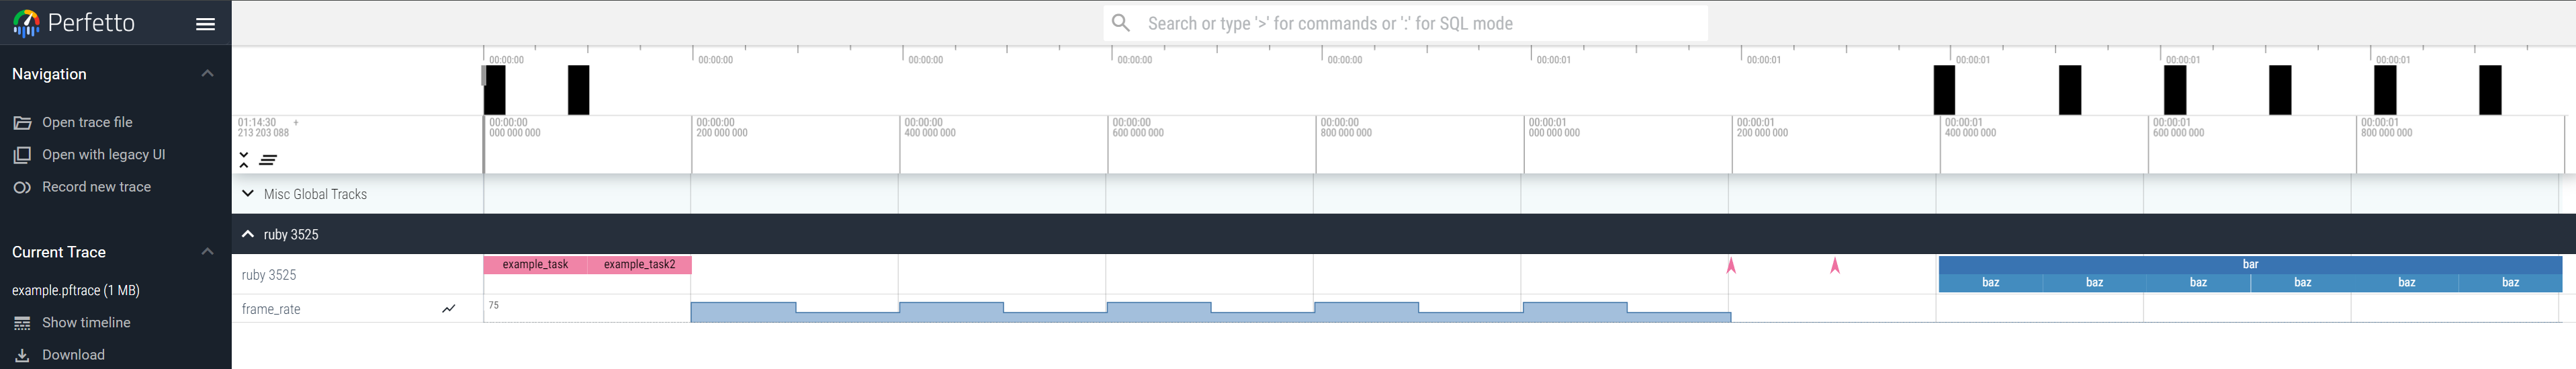 Perfetto
Search or type '>' for commands or ':' for SQL mode
Navigation
Open trace file
Open with legacy UI
Record new trace
Current Trace
example.pftrace (1 MB)
Show timeline
Download
00:00:00 00:00:00 00:00:00 00:00:00 00:00:00 00:00:01 00:00:01 00:00:01 00:00:01 00:00:01
01:14:30 + 00:00:00 00:00:00 00:00:00 00:00:00 00:00:00 00:00:01 00:00:01 00:00:01 00:00:01 00:00:01
213 203 088 000 000 000 200 000 000 400 000 000 600 000 000 800 000 000 000 000 000 200 000 000 400 000 000 600 000 000 800 000 000
Misc Global Tracks
ruby 3525
ruby 3525
example_task example_task2
bar
baz baz baz baz baz baz
frame_rate
75